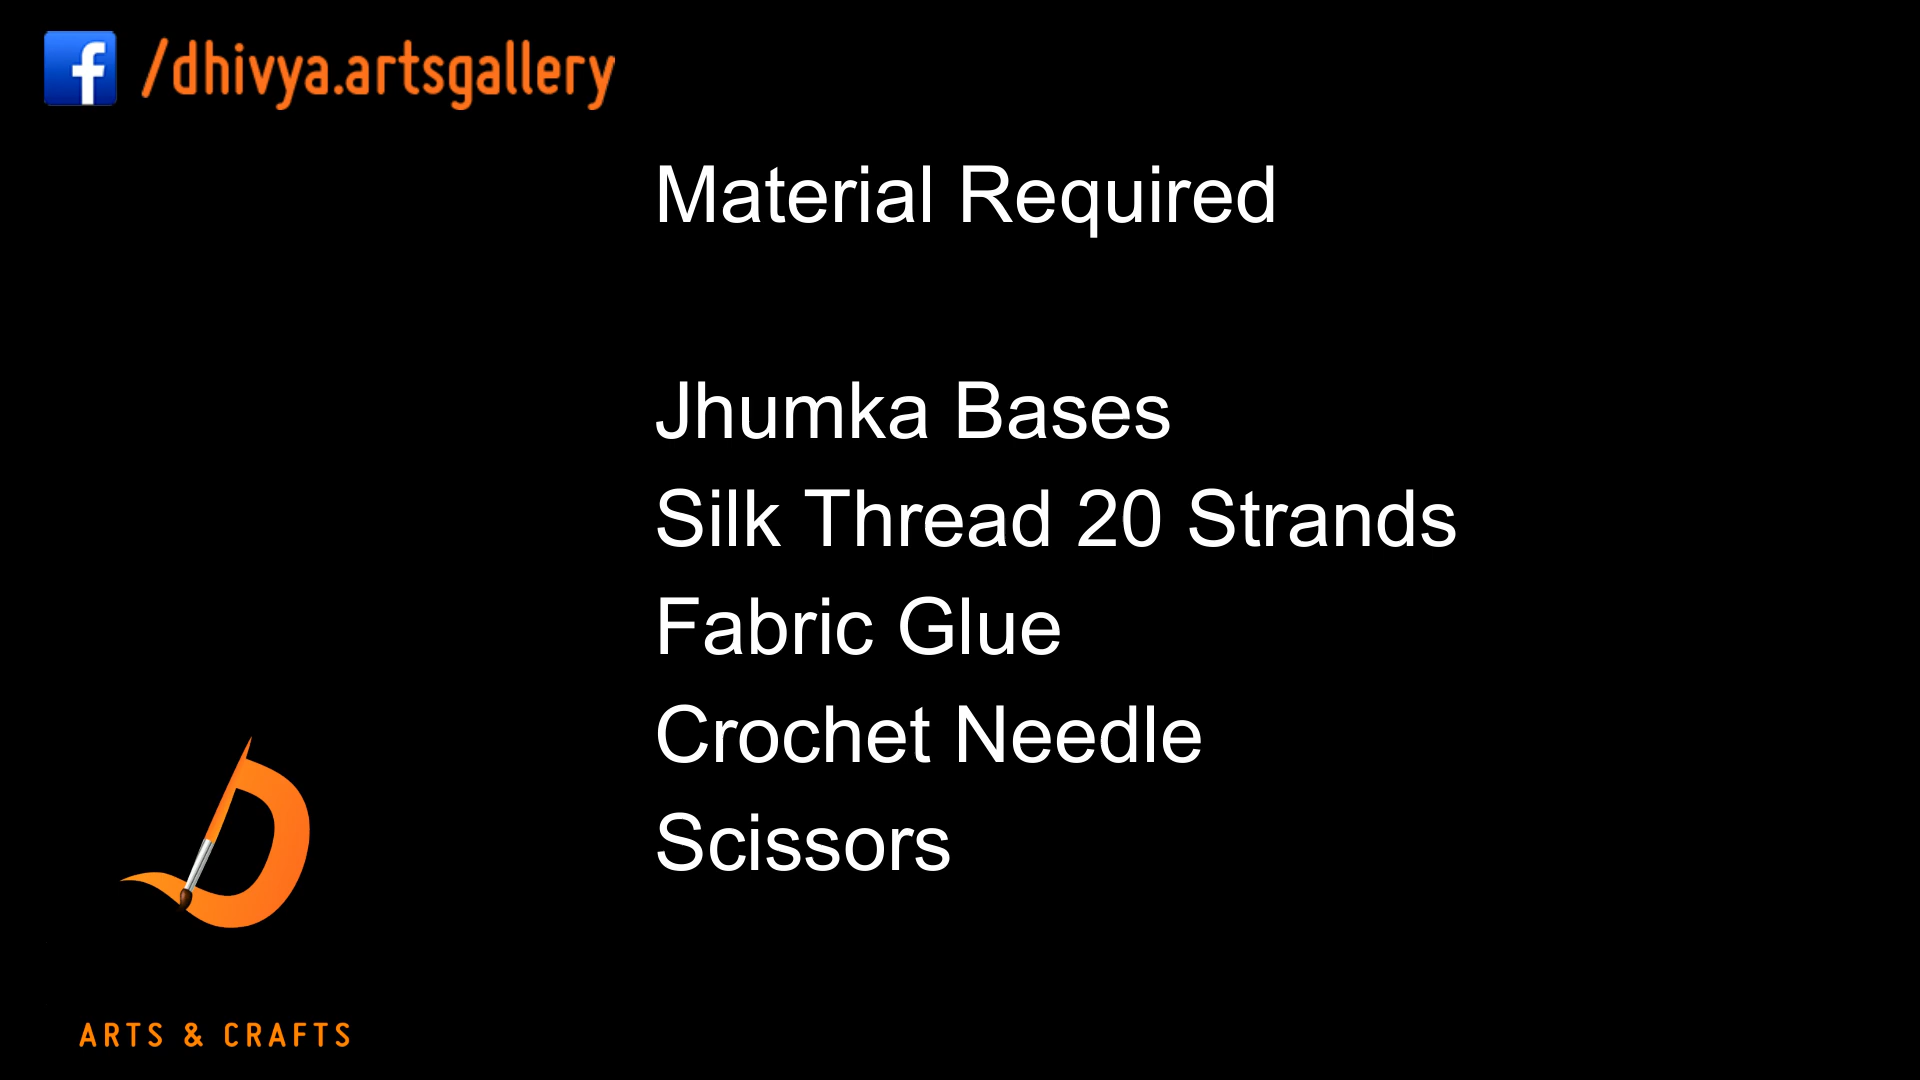 /dhivya.artsgallery
Material Required
Jhumka Bases
Silk Thread 20 Strands
Fabric Glue
Crochet Needle
Scissors
ARTS & CRAFTS